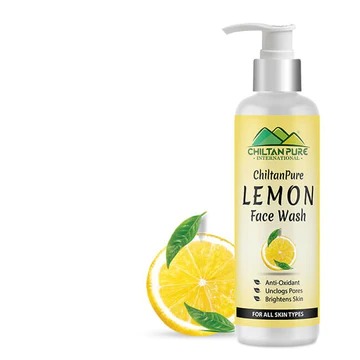 CHILTAN PURE
• INTERNATIONAL •
ChiltanPure
LEMON
Face Wash
Anti-Oxidant
Unclogs Pores
Brightens Skin
FOR ALL SKIN TYPES